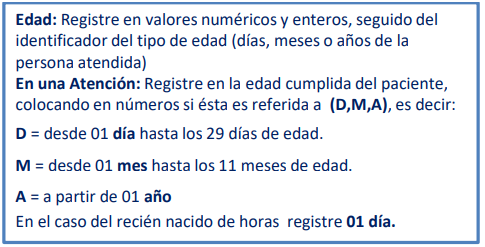 Edad: Registre en valores numéricos y enteros, seguido del
identificador del tipo de edad (días, meses o años de la
persona atendida)
En una Atención: Registre en la edad cumplida del paciente,
colocando en números si ésta es referida a (D,M,A), es decir:
D = desde 01 día hasta los 29 días de edad.
M = desde 01 mes hasta los 11 meses de edad.
A = a partir de 01 año
En el caso del recién nacido de horas registre 01 día.